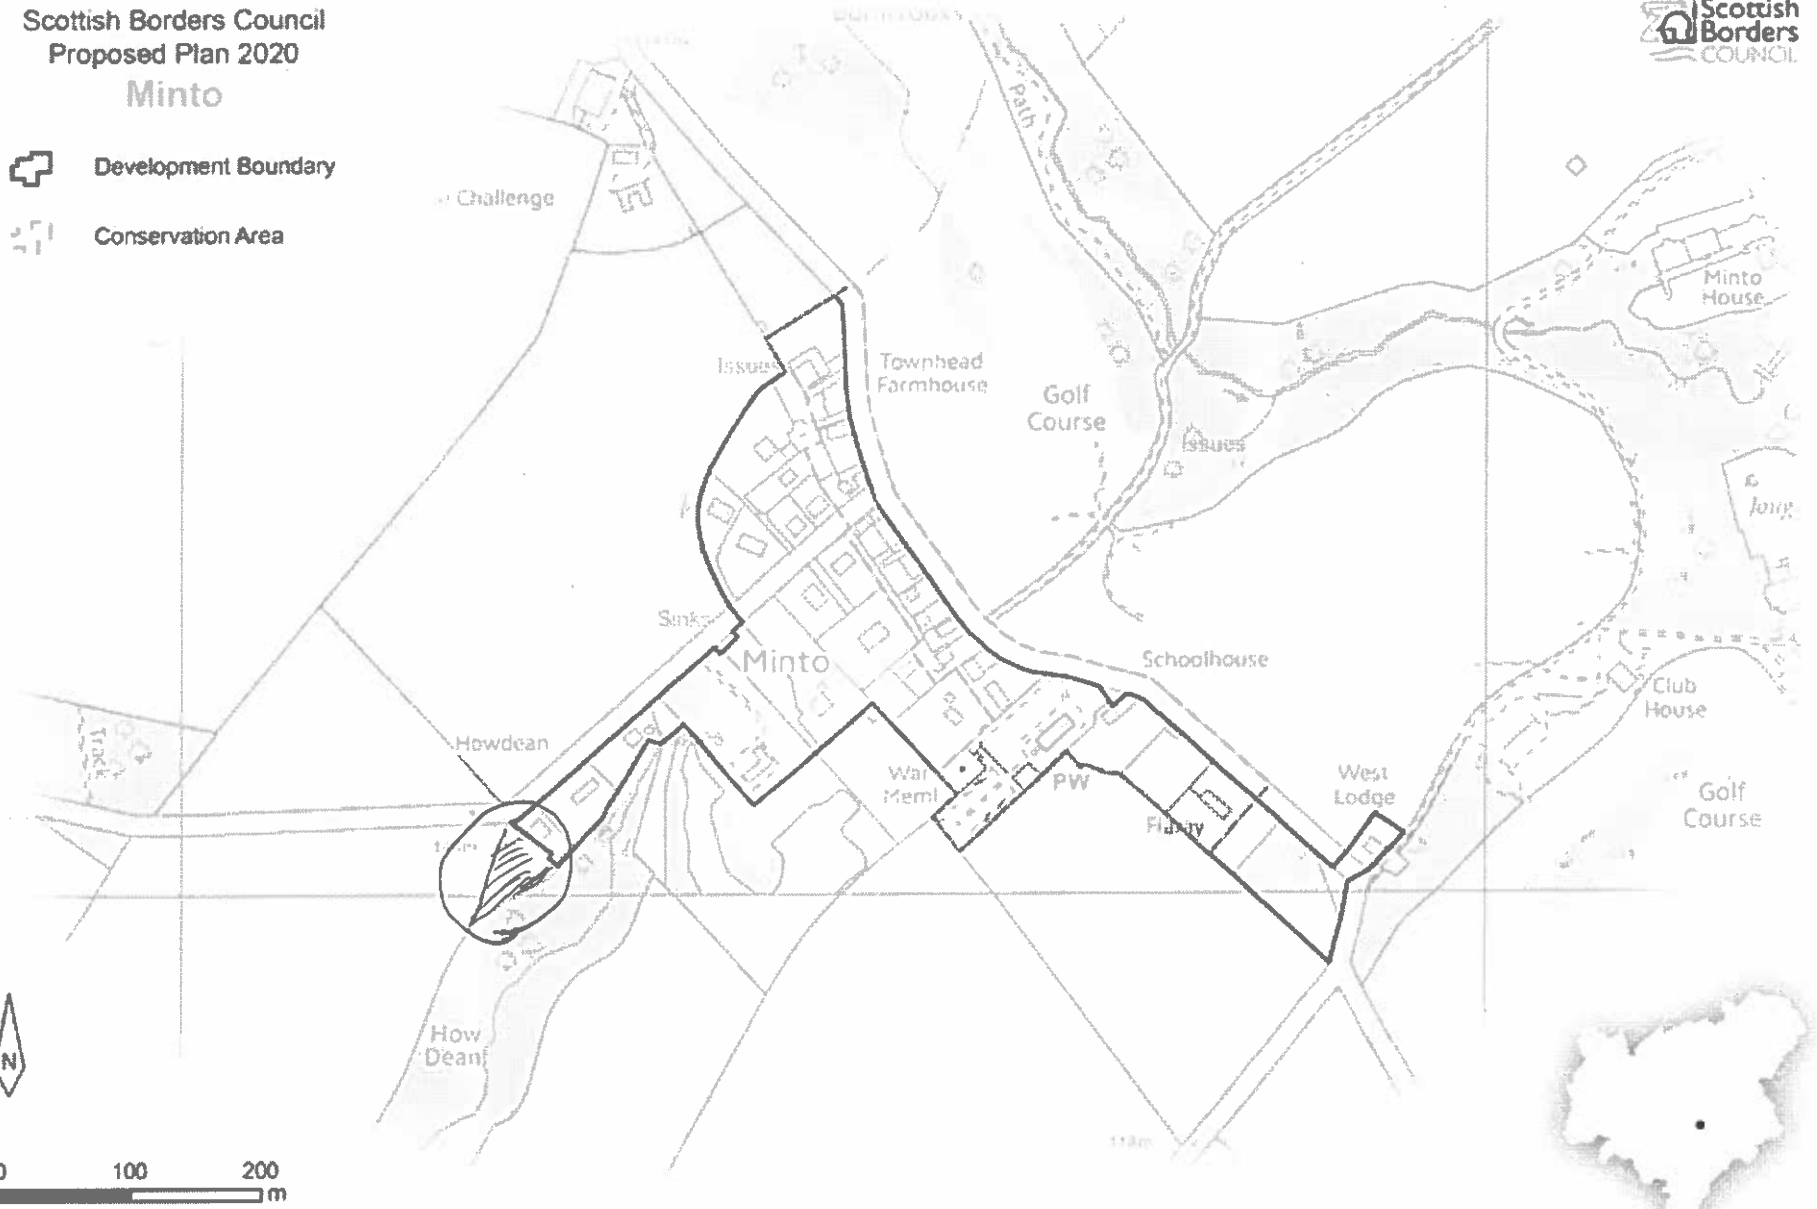 Scottish Borders Council
Proposed Plan 2020
Minto
Development Boundary
Conservation Area
Scottish
Borders
COUNCIL
Path
Challenge
Minto
House
Issues
Townhead
Farmhouse
Golf
Course
Issues
Sinks
Minto
Schoolhouse
Club
House
Track
Howdean
War
Meml
PW
West
Lodge
Golf
Course
How
Dean
N
118m
0 100 200
m